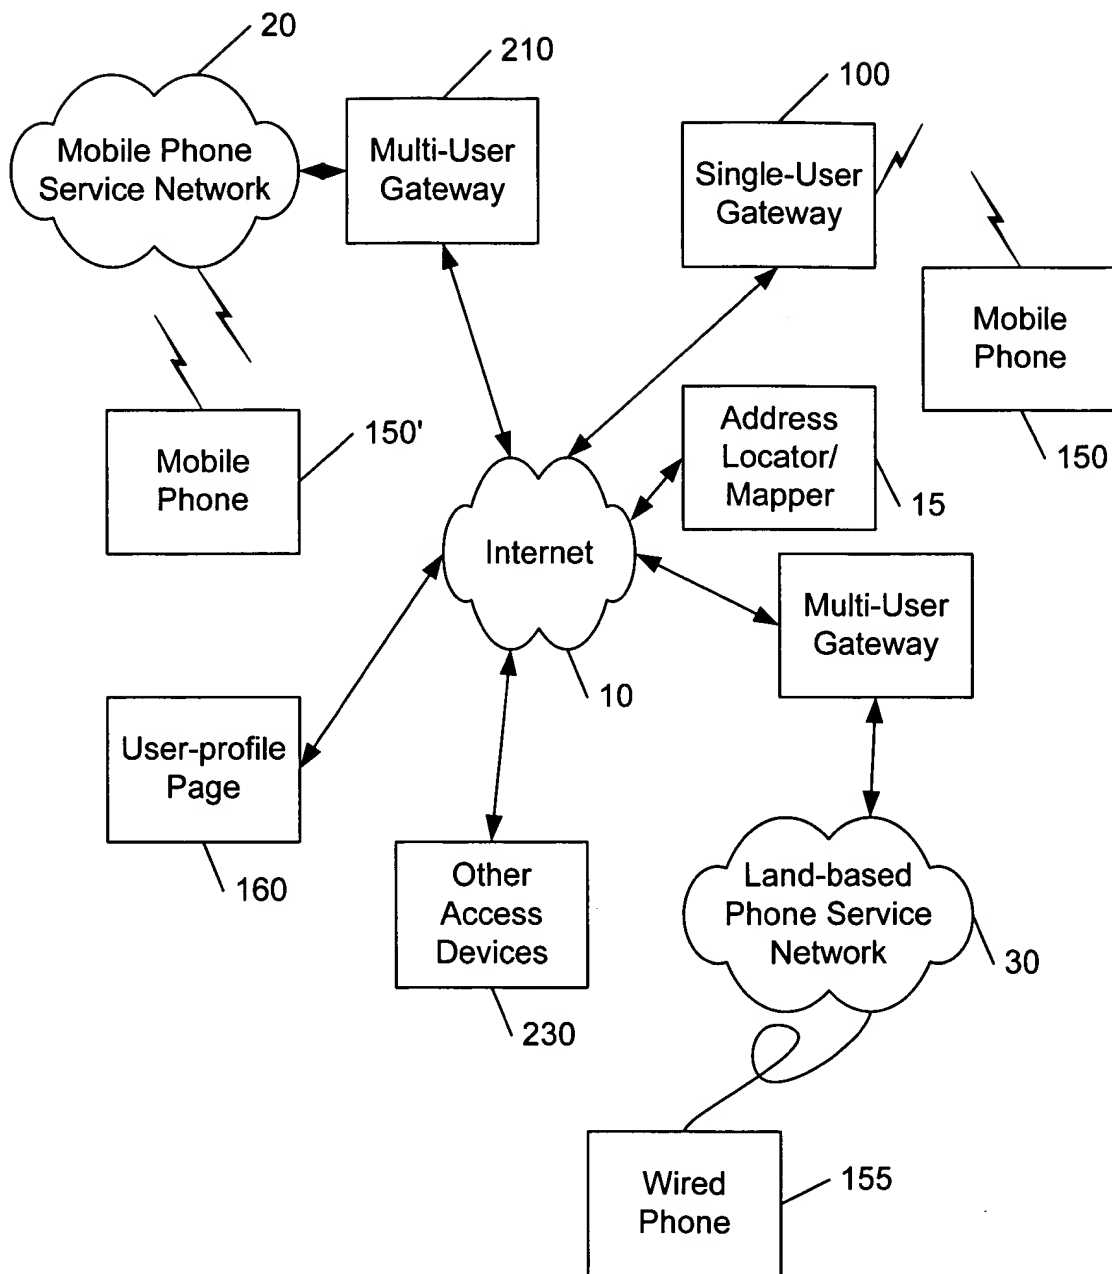 20
210
100
Mobile Phone
Service Network
Multi-User
Gateway
Single-User
Gateway
Mobile
Phone
150
Mobile
Phone
150'
Address
Locator/
Mapper
15
Internet
10
Multi-User
Gateway
User-profile
Page
160
Other
Access
Devices
230
Land-based
Phone Service
Network
30
Wired
Phone
155